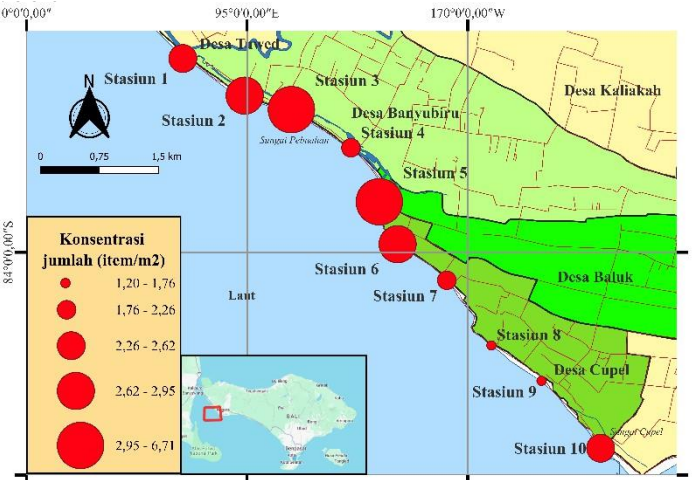 0°0'0,00"
95°0'0,00"E
170°0'0,00"W
Desa Tuwed
Stasiun 1
Stasiun 3
Desa Kaliakah
N
Stasiun 2
Desa Banyubiru
Stasiun 4
Sungai Pebuahan
0 0,75 1,5 km
Stasiun 5
84°0'0,00"S
Konsentrasi
jumlah (item/m2)
1,20 - 1,76
1,76 - 2,26
2,26 - 2,62
2,62 - 2,95
2,95 - 6,71
Stasiun 6
Desa Baluk
Laut
Stasiun 7
Stasiun 8
Desa Cupel
Stasiun 9
BALI
Sungai Cupel
Stasiun 10